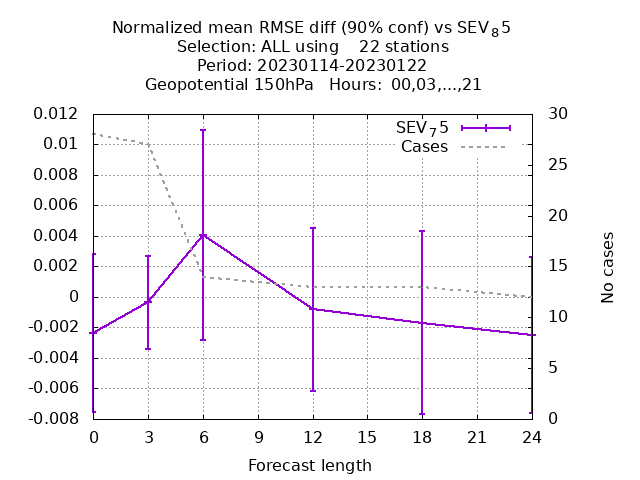 Normalized mean RMSE diff (90% conf) vs SEV₈5
Selection: ALL using    22 stations
Period: 20230114-20230122
Geopotential 150hPa   Hours:  00,03,...,21
0.012
0.01
0.008
0.006
0.004
0.002
0
-0.002
-0.004
-0.006
-0.008
SEV₇5
Cases
30
25
20
15
10
5
0
No cases
0 3 6 9 12 15 18 21 24
Forecast length